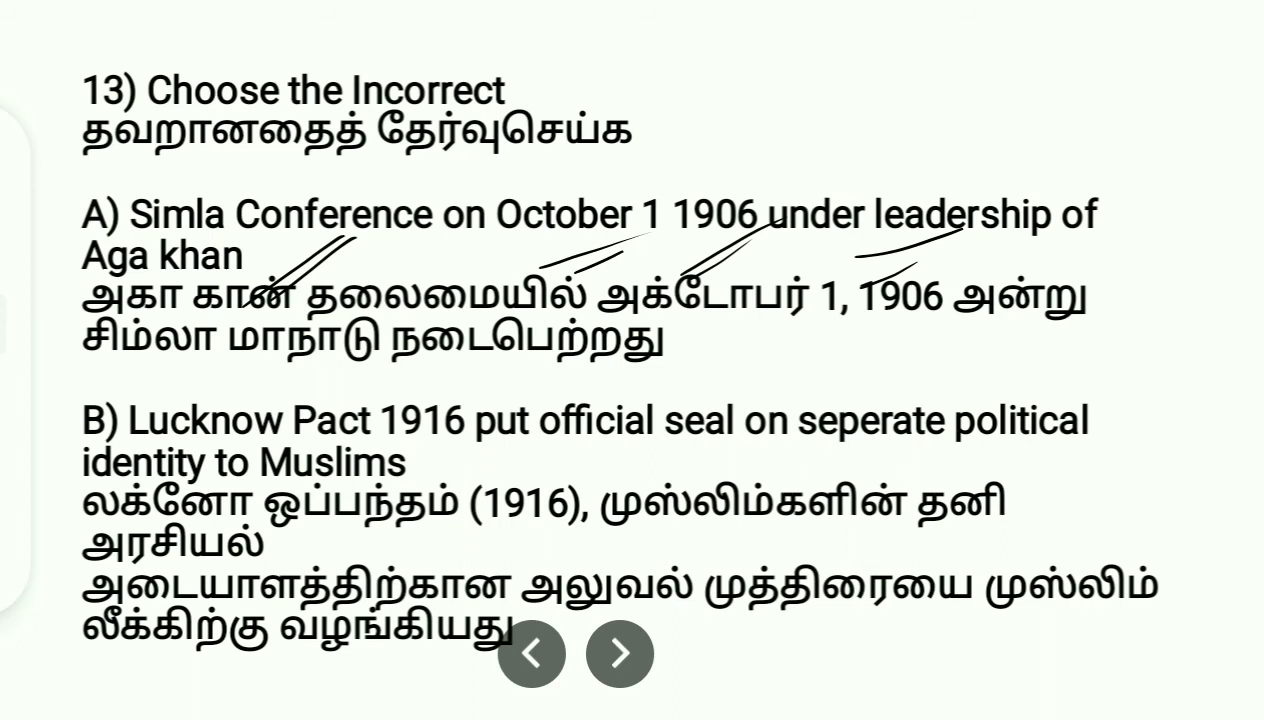 13) Choose the Incorrect
தவறானதைத் தேர்வுசெய்க
A) Simla Conference on October 1 1906 under leadership of
Aga khan
அகா கான் தலைமையில் அக்டோபர் 1, 1906 அன்று
சிம்லா மாநாடு நடைபெற்றது
B) Lucknow Pact 1916 put official seal on seperate political
identity to Muslims
லக்னோ ஒப்பந்தம் (1916), முஸ்லிம்களின் தனி
அரசியல்
அடையாளத்திற்கான அலுவல் முத்திரையை முஸ்லிம்
லீக்கிற்கு வழங்கியது